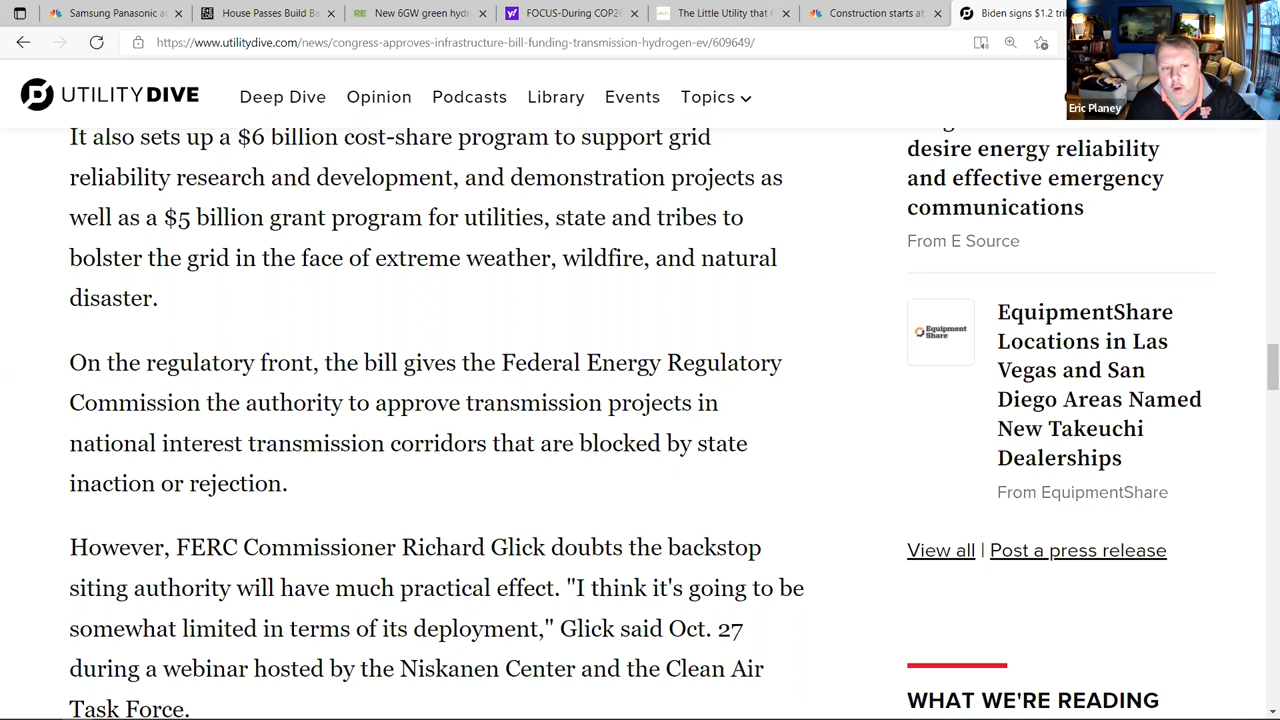 Samsung Panasonic a
House Passes Build B
New 6GW green hydr
FOCUS-During COP26
The Little Utility that
Construction starts at
Biden signs $1.2 tri
https://www.utilitydive.com/news/congress-approves-infrastructure-bill-funding-transmission-hydrogen-ev/609649/
Eric Planey
UTILITY DIVE
Deep Dive
Opinion
Podcasts
Library
Events
Topics
It also sets up a $6 billion cost-share program to support grid
reliability research and development, and demonstration projects as
well as a $5 billion grant program for utilities, state and tribes to
bolster the grid in the face of extreme weather, wildfire, and natural
disaster.
On the regulatory front, the bill gives the Federal Energy Regulatory
Commission the authority to approve transmission projects in
national interest transmission corridors that are blocked by state
inaction or rejection.
However, FERC Commissioner Richard Glick doubts the backstop
siting authority will have much practical effect. "I think it's going to be
somewhat limited in terms of its deployment," Glick said Oct. 27
during a webinar hosted by the Niskanen Center and the Clean Air
Task Force.
desire energy reliability
and effective emergency
communications
From E Source
Equipment
Share
EquipmentShare
Locations in Las
Vegas and San
Diego Areas Named
New Takeuchi
Dealerships
From EquipmentShare
View all | Post a press release
WHAT WE'RE READING